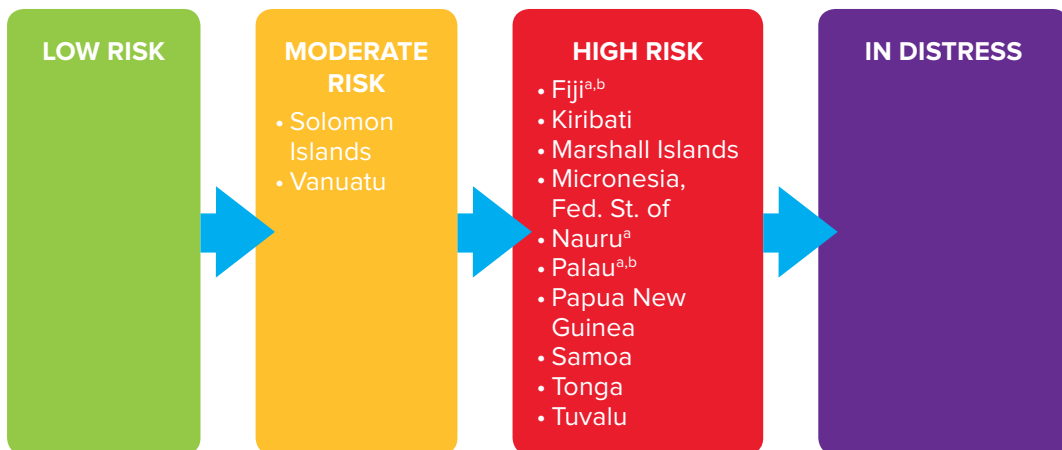 LOW RISK
MODERATE
RISK
• Solomon
Islands
• Vanuatu
HIGH RISK
• Fijiᵃ,ᵇ
• Kiribati
• Marshall Islands
• Micronesia,
Fed. St. of
• Nauruᵃ
• Palauᵃ,ᵇ
• Papua New
Guinea
• Samoa
• Tonga
• Tuvalu
IN DISTRESS